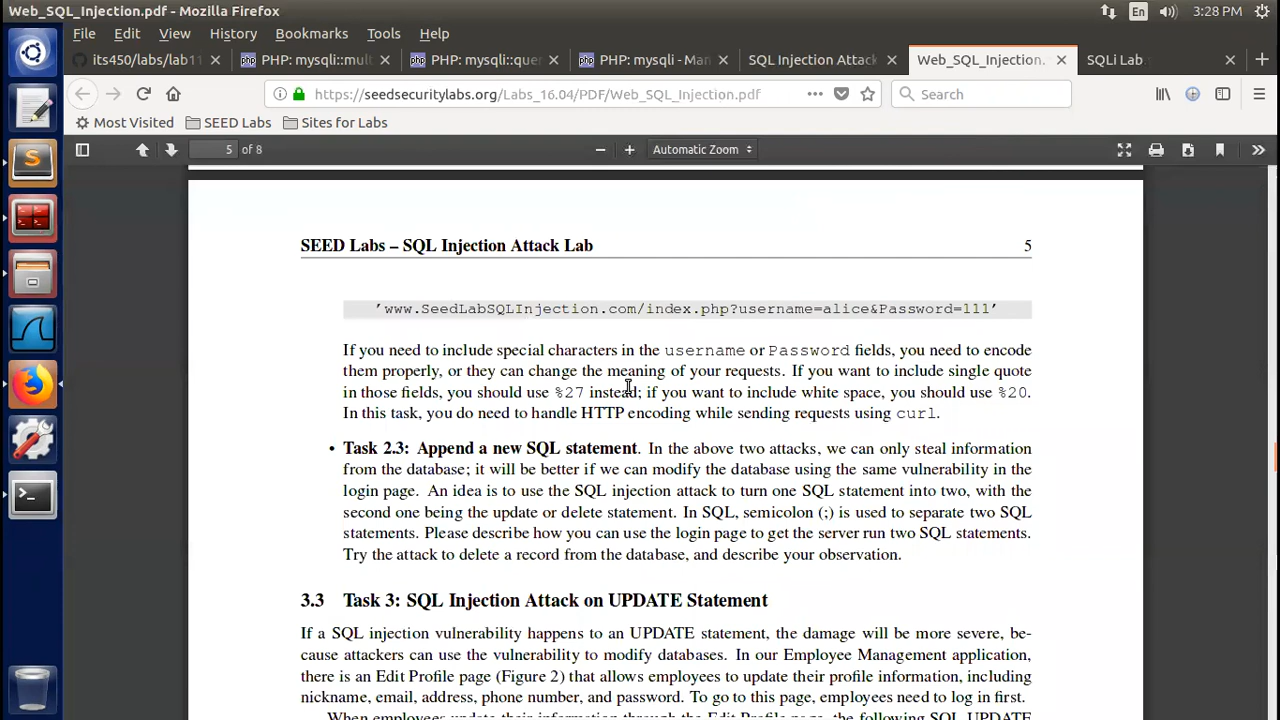 Web_SQL_Injection.pdf - Mozilla Firefox
En
3:28 PM
File Edit View History Bookmarks Tools Help
its450/labs/lab11
PHP: mysqli::mult
PHP: mysqli::quer
PHP: mysqli - Man
SQL Injection Attack
Web_SQL_Injection.
SQLi Lab
https://seedsecuritylabs.org/Labs_16.04/PDF/Web_SQL_Injection.pdf
Search
Most Visited SEED Labs Sites for Labs
5 of 8
Automatic Zoom
SEED Labs – SQL Injection Attack Lab 5
’www.SeedLabSQLInjection.com/index.php?username=alice&Password=111’
If you need to include special characters in the username or Password fields, you need to encode
them properly, or they can change the meaning of your requests. If you want to include single quote
in those fields, you should use %27 instead; if you want to include white space, you should use %20.
In this task, you do need to handle HTTP encoding while sending requests using curl.
• Task 2.3: Append a new SQL statement. In the above two attacks, we can only steal information
from the database; it will be better if we can modify the database using the same vulnerability in the
login page. An idea is to use the SQL injection attack to turn one SQL statement into two, with the
second one being the update or delete statement. In SQL, semicolon (;) is used to separate two SQL
statements. Please describe how you can use the login page to get the server run two SQL statements.
Try the attack to delete a record from the database, and describe your observation.
3.3 Task 3: SQL Injection Attack on UPDATE Statement
If a SQL injection vulnerability happens to an UPDATE statement, the damage will be more severe, be-
cause attackers can use the vulnerability to modify databases. In our Employee Management application,
there is an Edit Profile page (Figure 2) that allows employees to update their profile information, including
nickname, email, address, phone number, and password. To go to this page, employees need to log in first.
When employees update their information through the Edit Profile page, the following SQL UPDATE